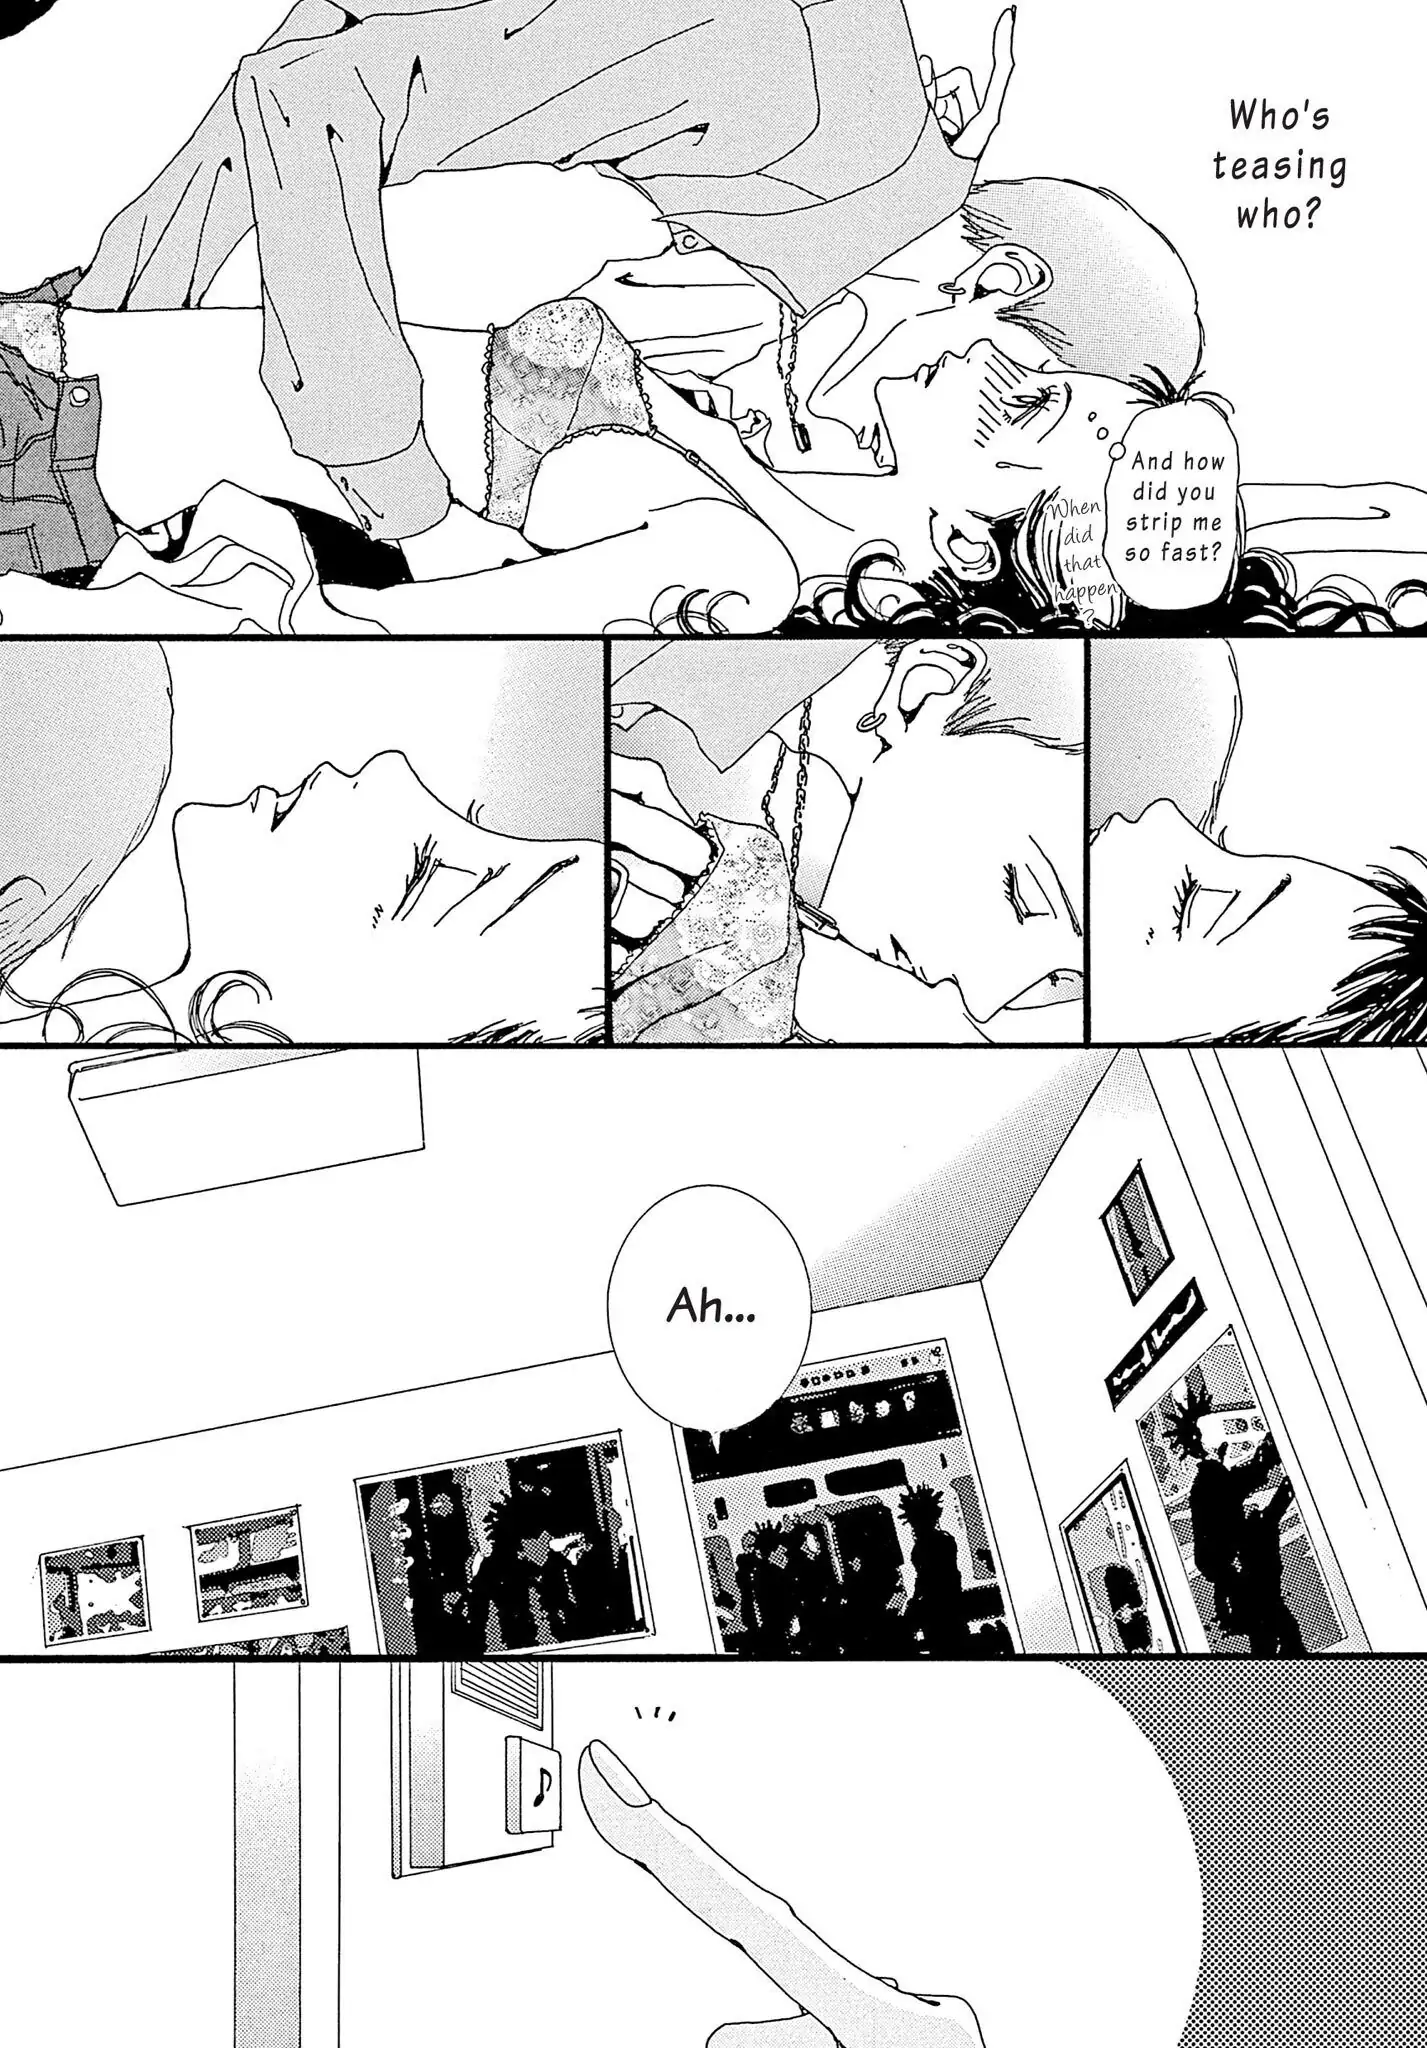 Who's
teasing
who?
And how
did you
strip me
so fast?
When
did
that
happen
?
Ah...